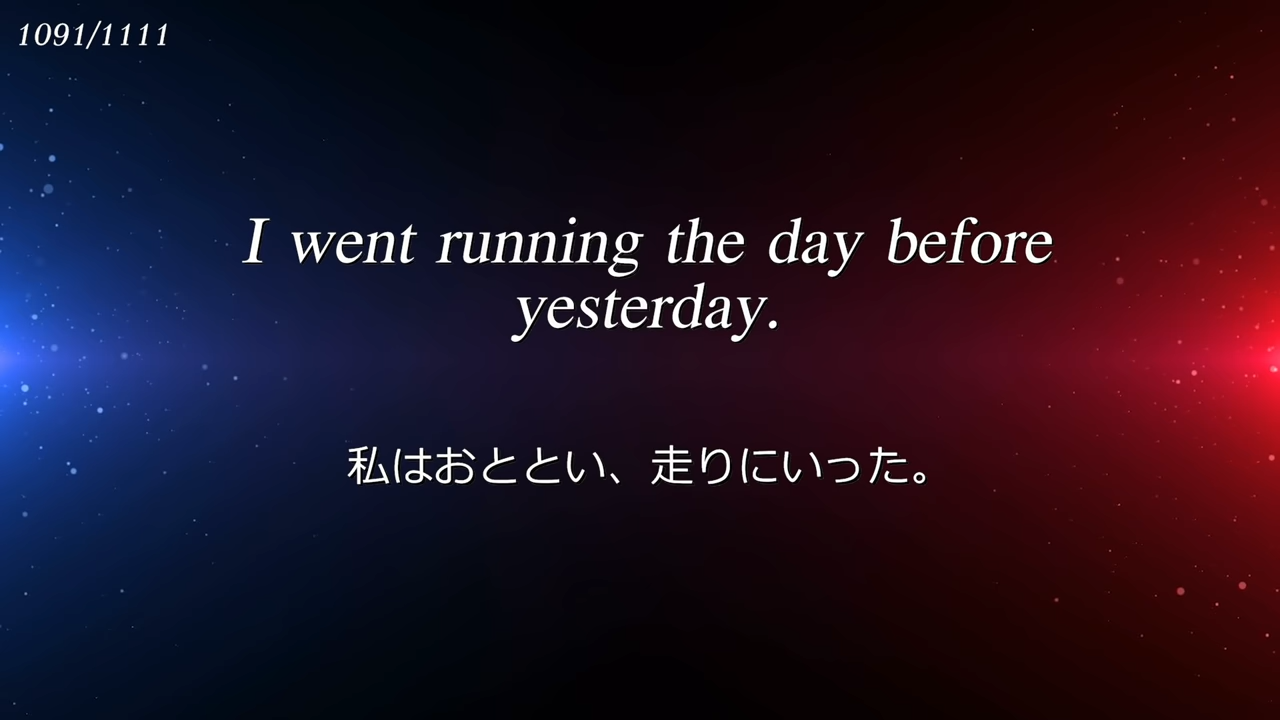 1091/1111
I went running the day before
yesterday.
私はおととい、走りにいった。